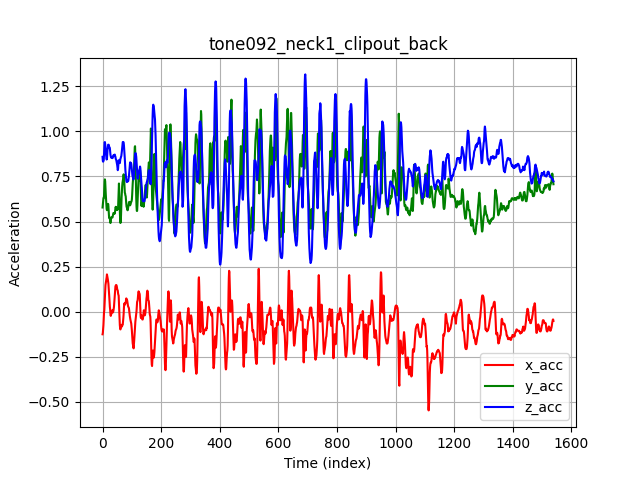 tone092_neck1_clipout_back
Acceleration
1.25
1.00
0.75
0.50
0.25
0.00
−0.25
−0.50
0 200 400 600 800 1000 1200 1400 1600
Time (index)
x_acc
y_acc
z_acc